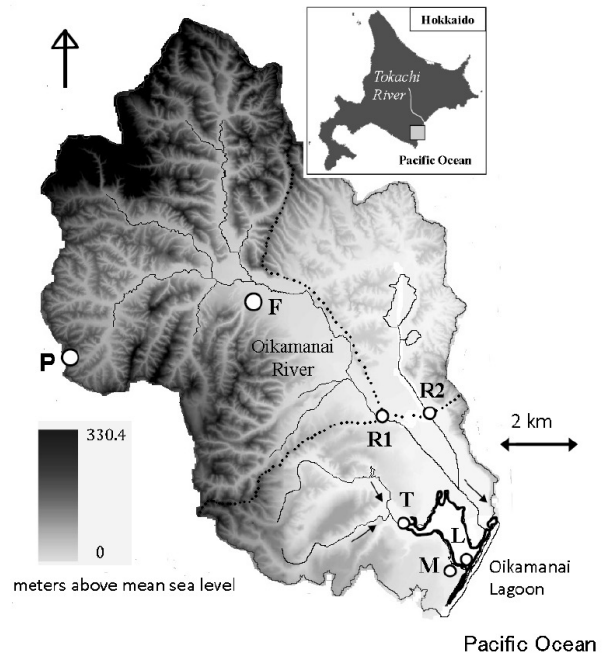 Hokkaido
Tokachi
River
Pacific Ocean
F
P
Oikamanai
River
R2
R1
2 km
330.4
0
meters above mean sea level
T
L
M
Oikamanai
Lagoon
Pacific Ocean